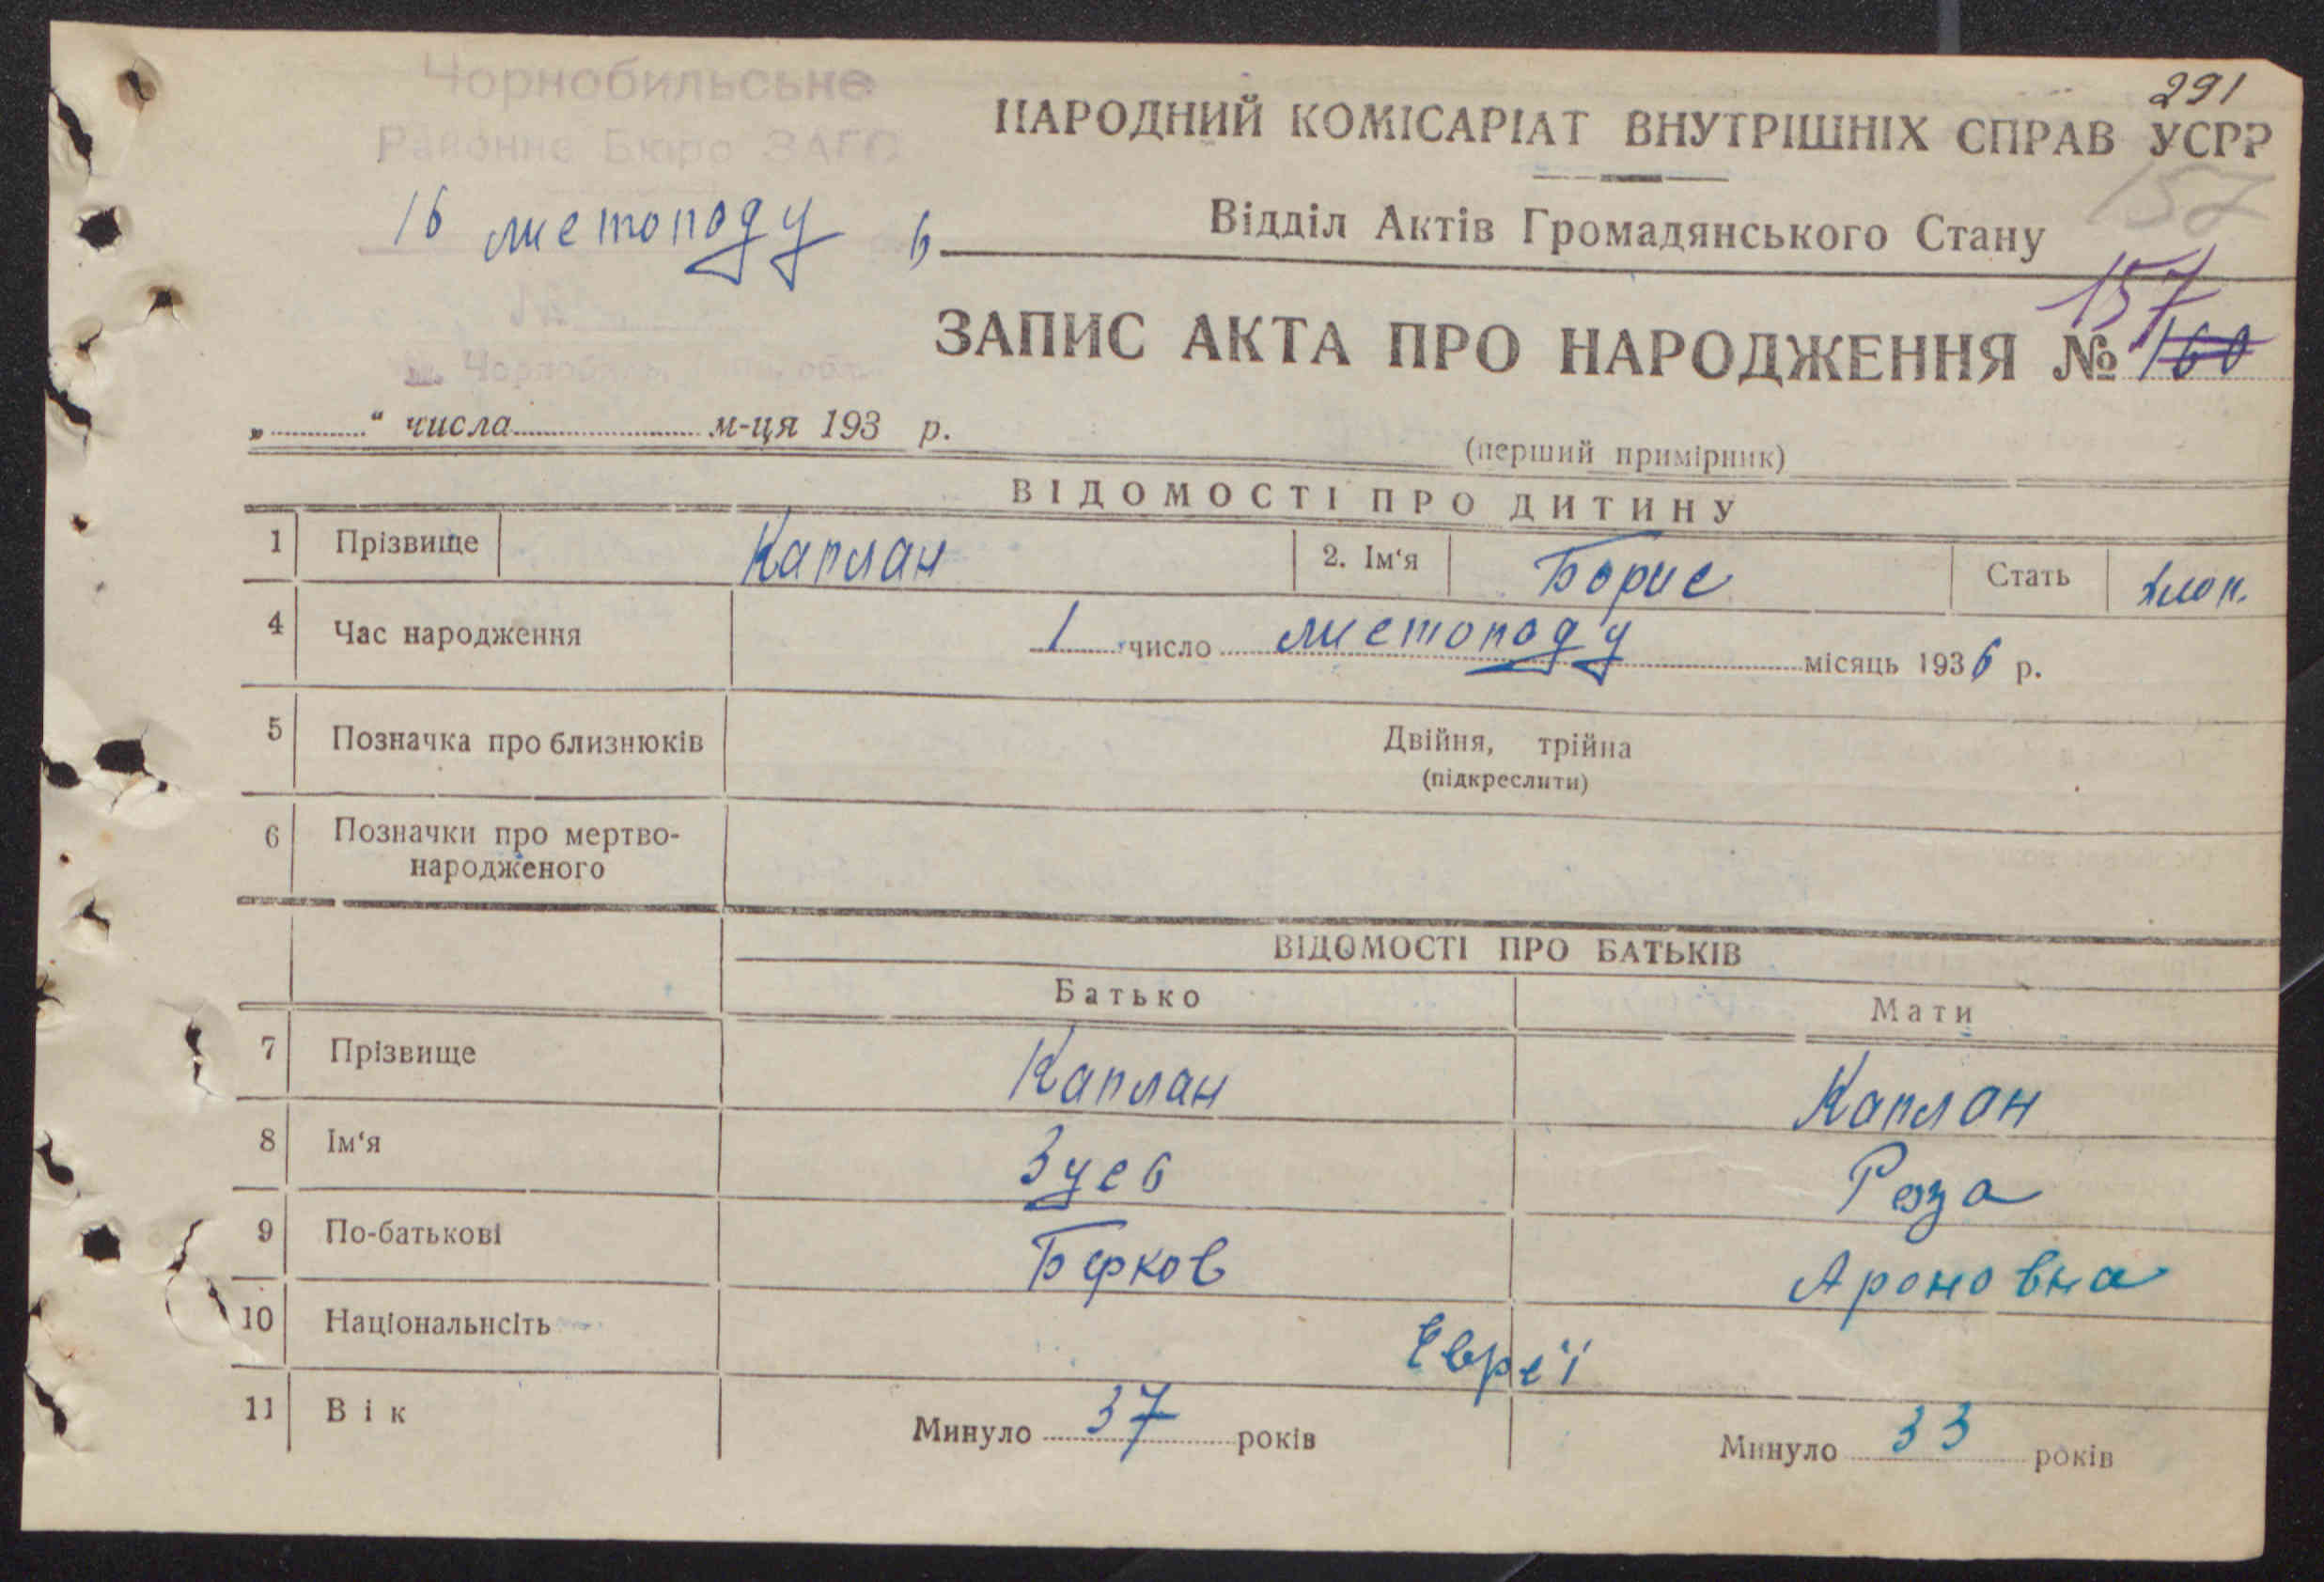 291
Чорнобильське
Районне Бюро ЗАГС
НАРОДНИЙ КОМІСАРІАТ ВНУТРІШНІХ СПРАВ УСРР
157
16 листопаду 6
Відділ Актів Громадянського Стану
157
ЗАПИС АКТА ПРО НАРОДЖЕННЯ № 160
„ “ числа м-ця 193 р.
(перший примірник)
ВІДОМОСТІ ПРО ДИТИНУ
1 Прізвище Каплан 2. Ім‘я Борис Стать хлоп.
4 Час народження 1 число листопаду місяць 1936 р.
5 Позначка про близнюків Двійня, трійна
(підкреслити)
6 Позначки про мертво-
народженого
ВІДОМОСТІ ПРО БАТЬКІВ
Батько Мати
7 Прізвище Каплан Каплан
8 Ім‘я Зусв Роза
9 По-батькові Берков Ароновна
10 Національнсіть Євреї
11 Вік Минуло 37 років Минуло 33 років